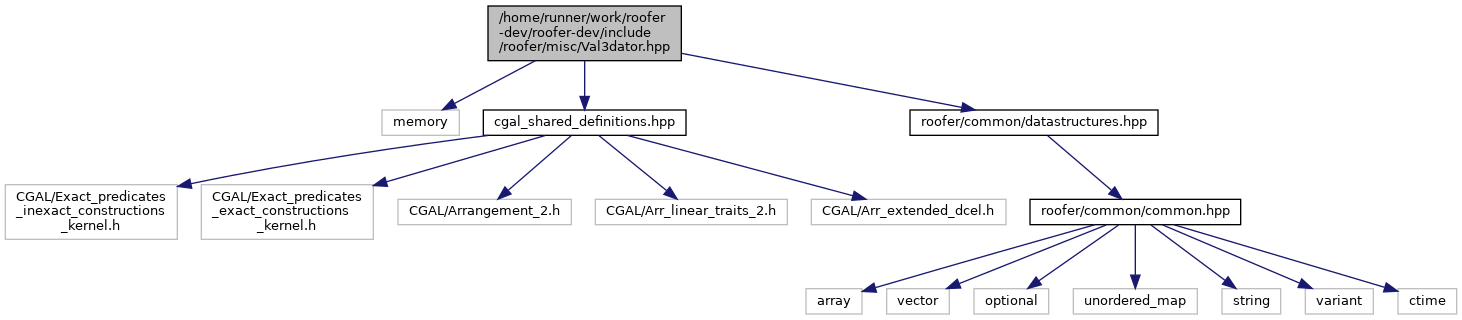 /home/runner/work/roofer
-dev/roofer-dev/include
/roofer/misc/Val3dator.hpp
memory
cgal_shared_definitions.hpp
roofer/common/datastructures.hpp
CGAL/Exact_predicates
_inexact_constructions
_kernel.h
CGAL/Exact_predicates
_exact_constructions
_kernel.h
CGAL/Arrangement_2.h
CGAL/Arr_linear_traits_2.h
CGAL/Arr_extended_dcel.h
roofer/common/common.hpp
array
vector
optional
unordered_map
string
variant
ctime